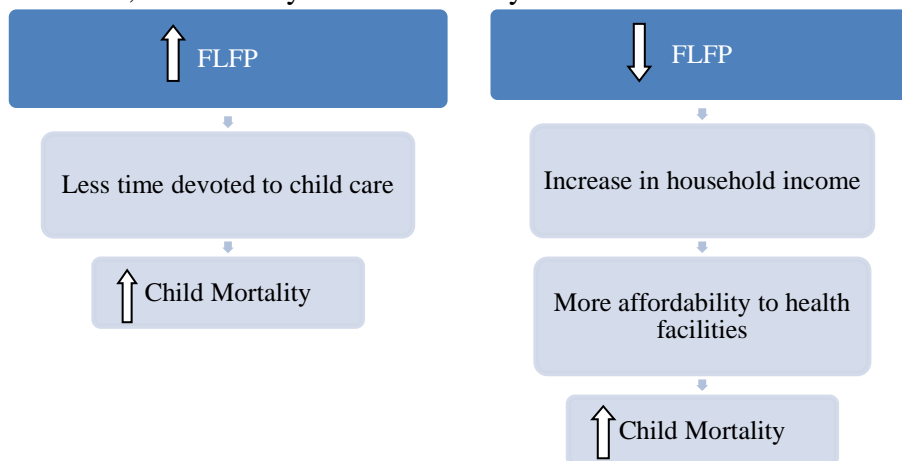 FLFP
Less time devoted to child care
Child Mortality
FLFP
Increase in household income
More affordability to health
facilities
Child Mortality